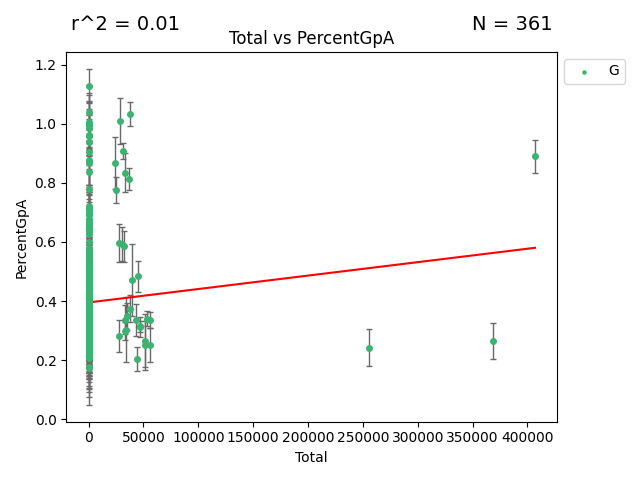 r^2 = 0.01
N = 361
Total vs PercentGpA
G
PercentGpA
1.2
1.0
0.8
0.6
0.4
0.2
0.0
0 50000 100000 150000 200000 250000 300000 350000 400000
Total